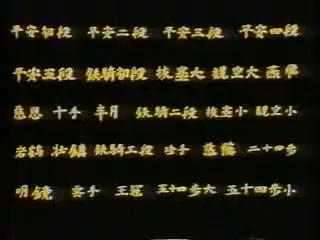 平安初段 平安二段 平安三段 平安四段
平安五段 鉄騎初段 抜塞大 観空大 燕飛
慈恩 十手 半月 鉄騎二段 抜塞小 観空小
岩鶴 壮鎮 鉄騎三段 珍手 慈蔭 二十四歩
明鏡 雲手 王冠 五十四歩大 五十四歩小